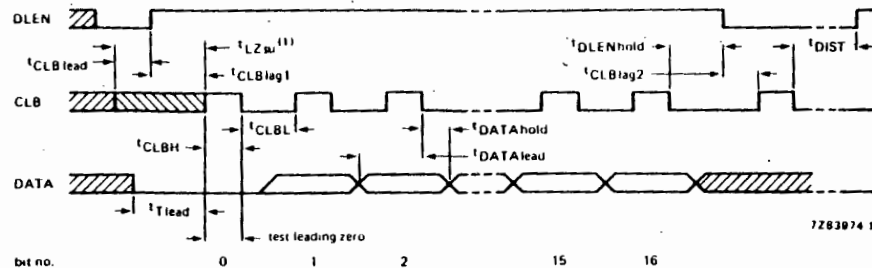 DLEN
tLZsu(1)
tDLENhold
tDIST
tCLBlead
tCLBlag1
tCLBlag2
CLB
tCLBL
tDATAhold
tCLBH
tDATAlead
DATA
tTlead
7Z83974 1
test leading zero
bit no. 0 1 2 15 16